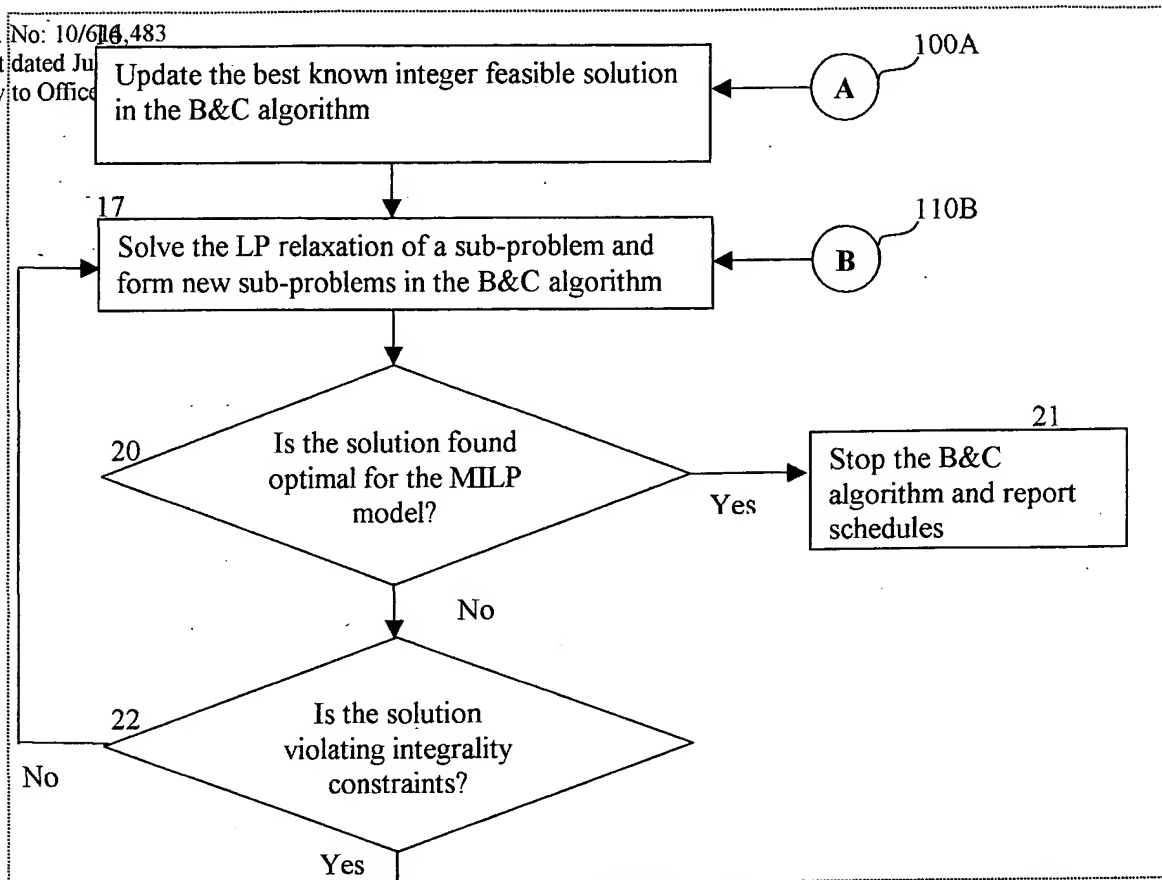 No: 10/614,483
16
dated Ju
to Office
Update the best known integer feasible solution
in the B&C algorithm
A
100A
17
Solve the LP relaxation of a sub-problem and
form new sub-problems in the B&C algorithm
B
110B
20
Is the solution found
optimal for the MILP
model?
Yes
21
Stop the B&C
algorithm and report
schedules
No
22
Is the solution
violating integrality
constraints?
No
Yes